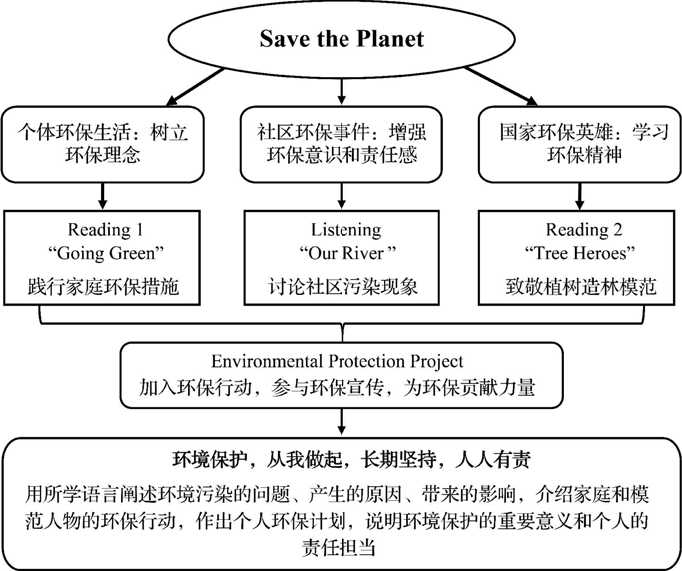 Save the Planet
个体环保生活：树立
环保理念
社区环保事件：增强
环保意识和责任感
国家环保英雄：学习
环保精神
Reading 1
“Going Green”
践行家庭环保措施
Listening
“Our River ”
讨论社区污染现象
Reading 2
“Tree Heroes”
致敬植树造林模范
Environmental Protection Project
加入环保行动，参与环保宣传，为环保贡献力量
环境保护，从我做起，长期坚持，人人有责
用所学语言阐述环境污染的问题、产生的原因、带来的影响，介绍家庭和模
范人物的环保行动，作出个人环保计划，说明环境保护的重要意义和个人的
责任担当